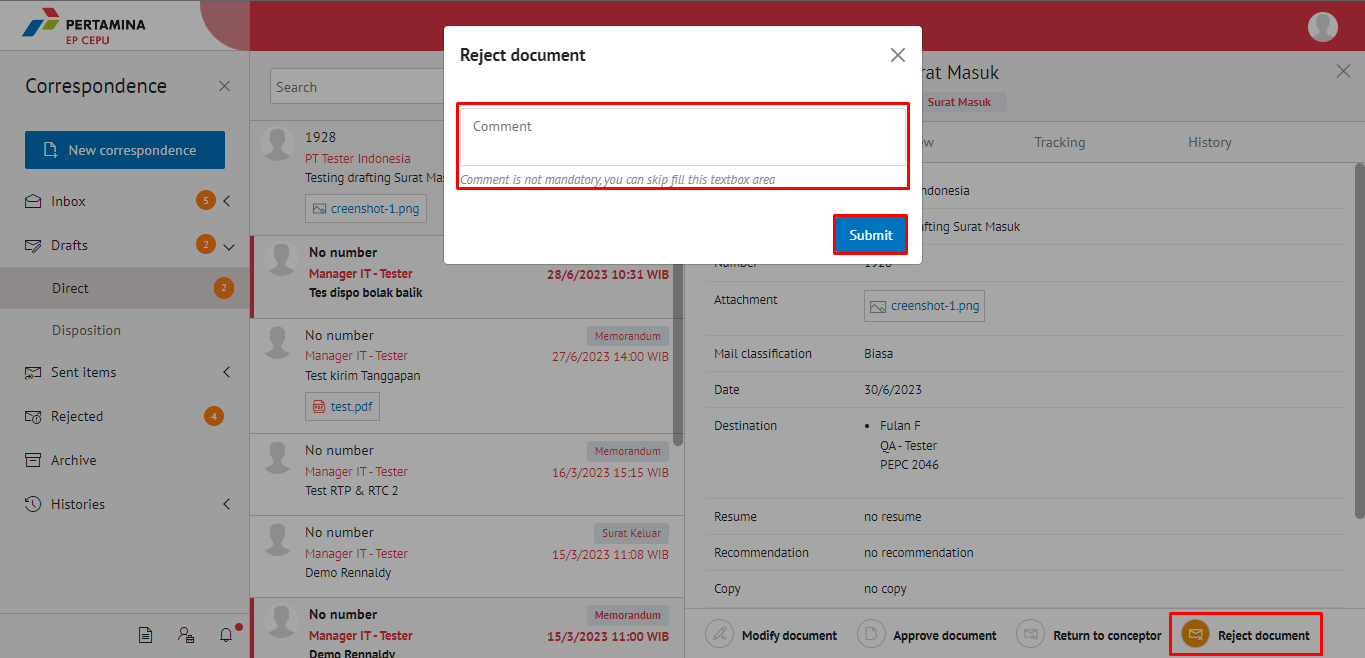 PERTAMINA
EP CEPU
Correspondence
New correspondence
Inbox
5
Drafts
2
Direct
2
Disposition
Sent items
Rejected
4
Archive
Histories
Search
1928
PT Tester Indonesia
Testing drafting Surat Mas
creenshot-1.png
No number
Manager IT - Tester
28/6/2023 10:31 WIB
Tes dispo bolak balik
No number
Memorandum
Manager IT - Tester
27/6/2023 14:00 WIB
Test kirim Tanggapan
test.pdf
No number
Memorandum
Manager IT - Tester
16/3/2023 15:15 WIB
Test RTP & RTC 2
No number
Surat Keluar
Manager IT - Tester
15/3/2023 11:08 WIB
Demo Rennaldy
No number
Memorandum
Manager IT - Tester
15/3/2023 11:00 WIB
Demo Rennaldy
Reject document
Comment
Comment is not mandatory, you can skip fill this textbox area
Submit
rat Masuk
Surat Masuk
ew
Tracking
History
ndonesia
fting Surat Masuk
Number
1928
Attachment
creenshot-1.png
Mail classification
Biasa
Date
30/6/2023
Destination
• Fulan F
QA - Tester
PEPC 2046
Resume
no resume
Recommendation
no recommendation
Copy
no copy
Modify document
Approve document
Return to conceptor
Reject document